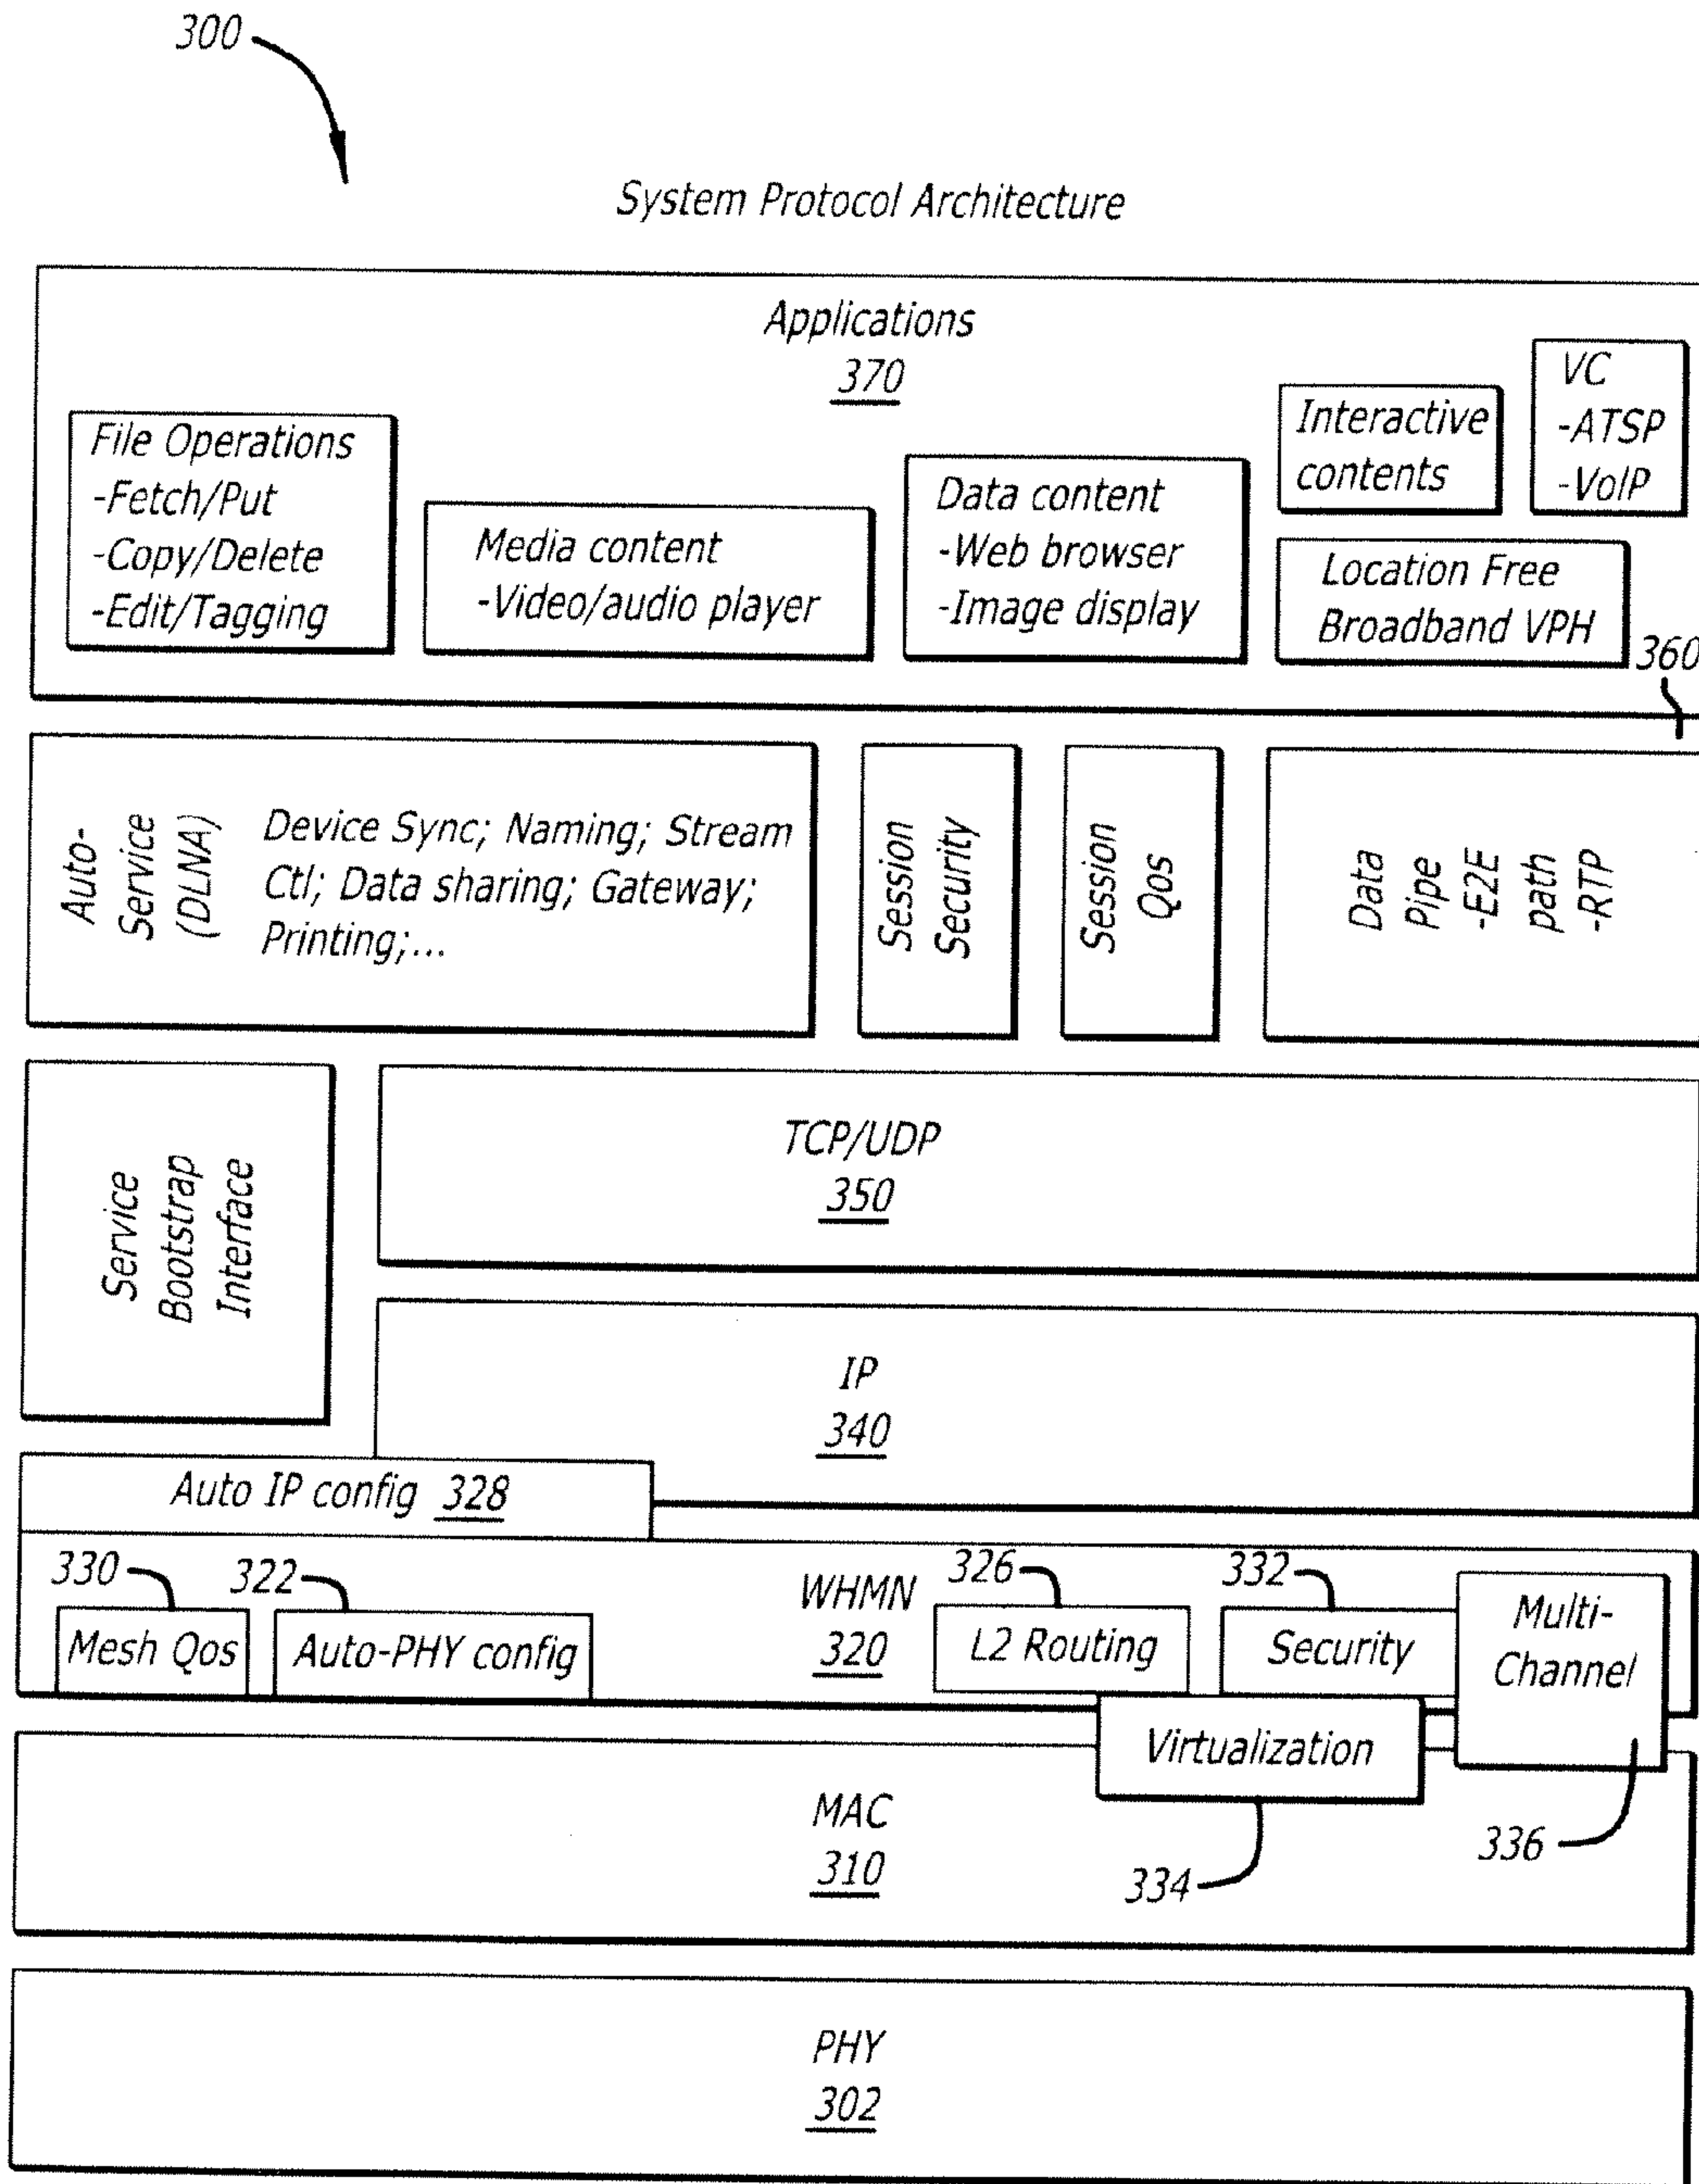 300
System Protocol Architecture
Applications
370
File Operations
-Fetch/Put
-Copy/Delete
-Edit/Tagging
Media content
-Video/audio player
Data content
-Web browser
-Image display
Interactive
contents
VC
-ATSP
-VoIP
Location Free
Broadband VPH
360
Auto-
Service
(DLNA)
Device Sync; Naming; Stream
Ctl; Data sharing; Gateway;
Printing;...
Session
Security
Session
Qos
Data
Pipe
-E2E
path
-RTP
Service
Bootstrap
Interface
TCP/UDP
350
IP
340
Auto IP config 328
330
322
WHMN
320
326
332
Mesh Qos
Auto-PHY config
L2 Routing
Security
Multi-
Channel
Virtualization
MAC
310
334
336
PHY
302